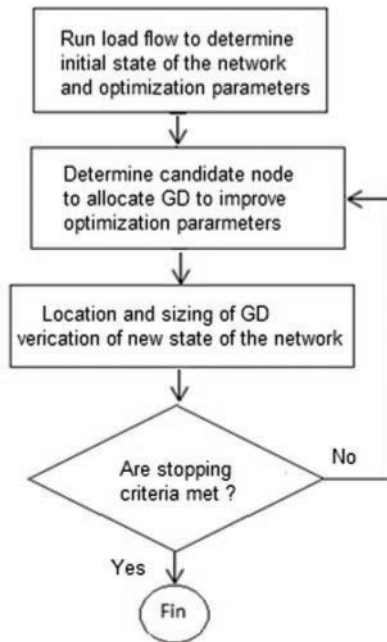 Run load flow to determine
initial state of the network
and optimization parameters
Determine candidate node
to allocate GD to improve
optimization pararmeters
Location and sizing of GD
verication of new state of the network
Are stopping
criteria met ?
No
Yes
Fin